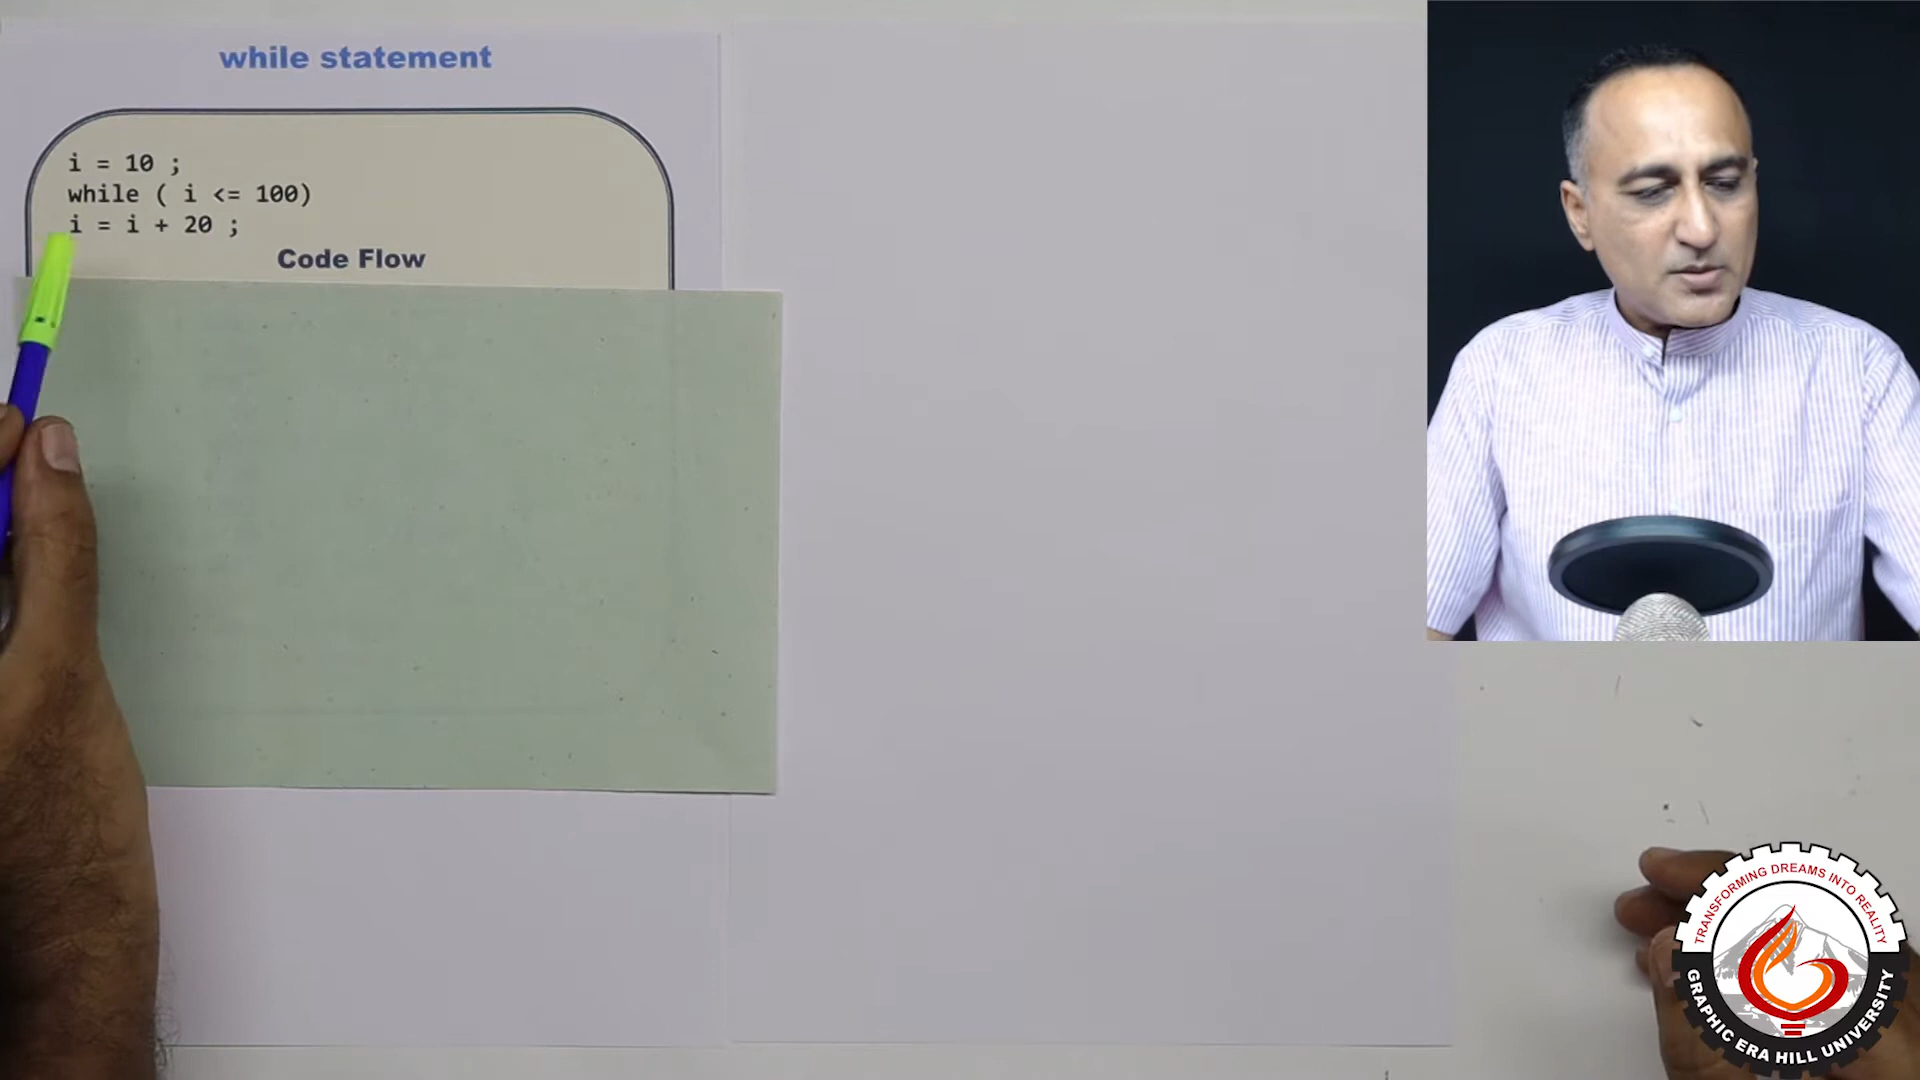 while statement
i = 10 ;
while ( i <= 100)
i = i + 20 ;
Code Flow
TRANSFORMING DREAMS INTO REALITY
GRAPHIC ERA HILL UNIVERSITY